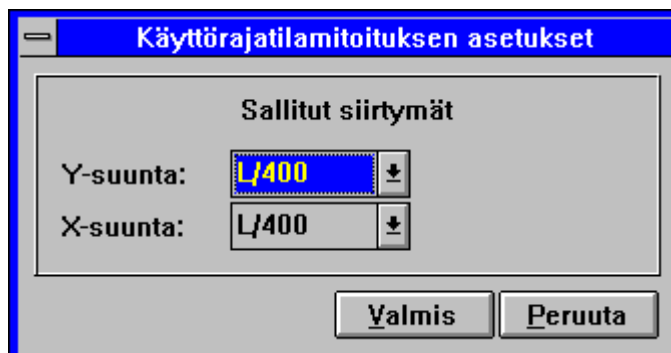 Käyttörajatilamitoituksen asetukset
Sallitut siirtymät
Y-suunta: L/400
X-suunta: L/400
Valmis Peruuta